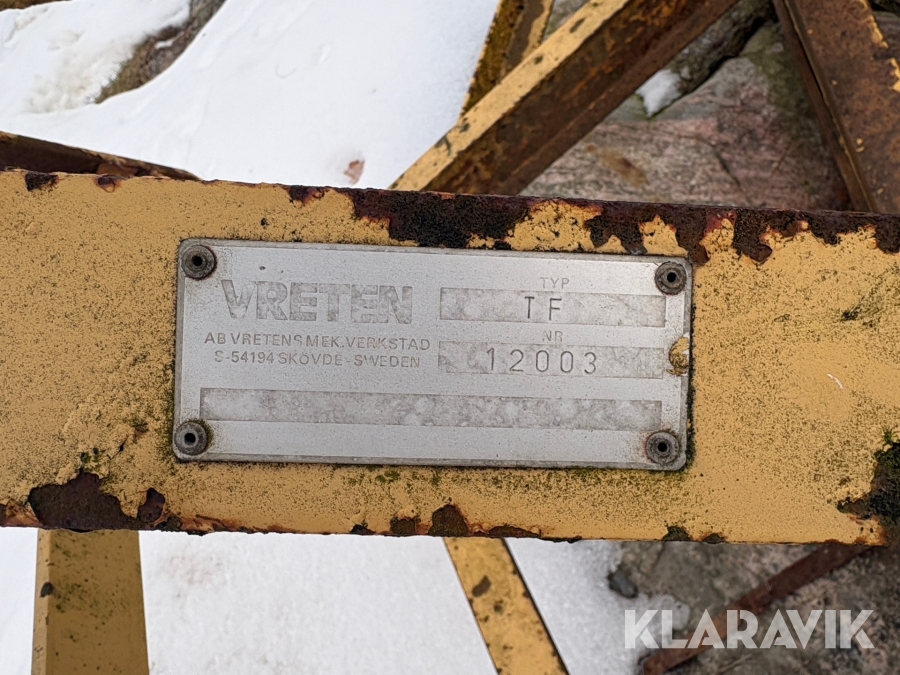 VRETEN
TYP
TF
AB VRETENS MEK. VERKSTAD
S-54194 SKÖVDE - SWEDEN
NR
12003
KLARAVIK